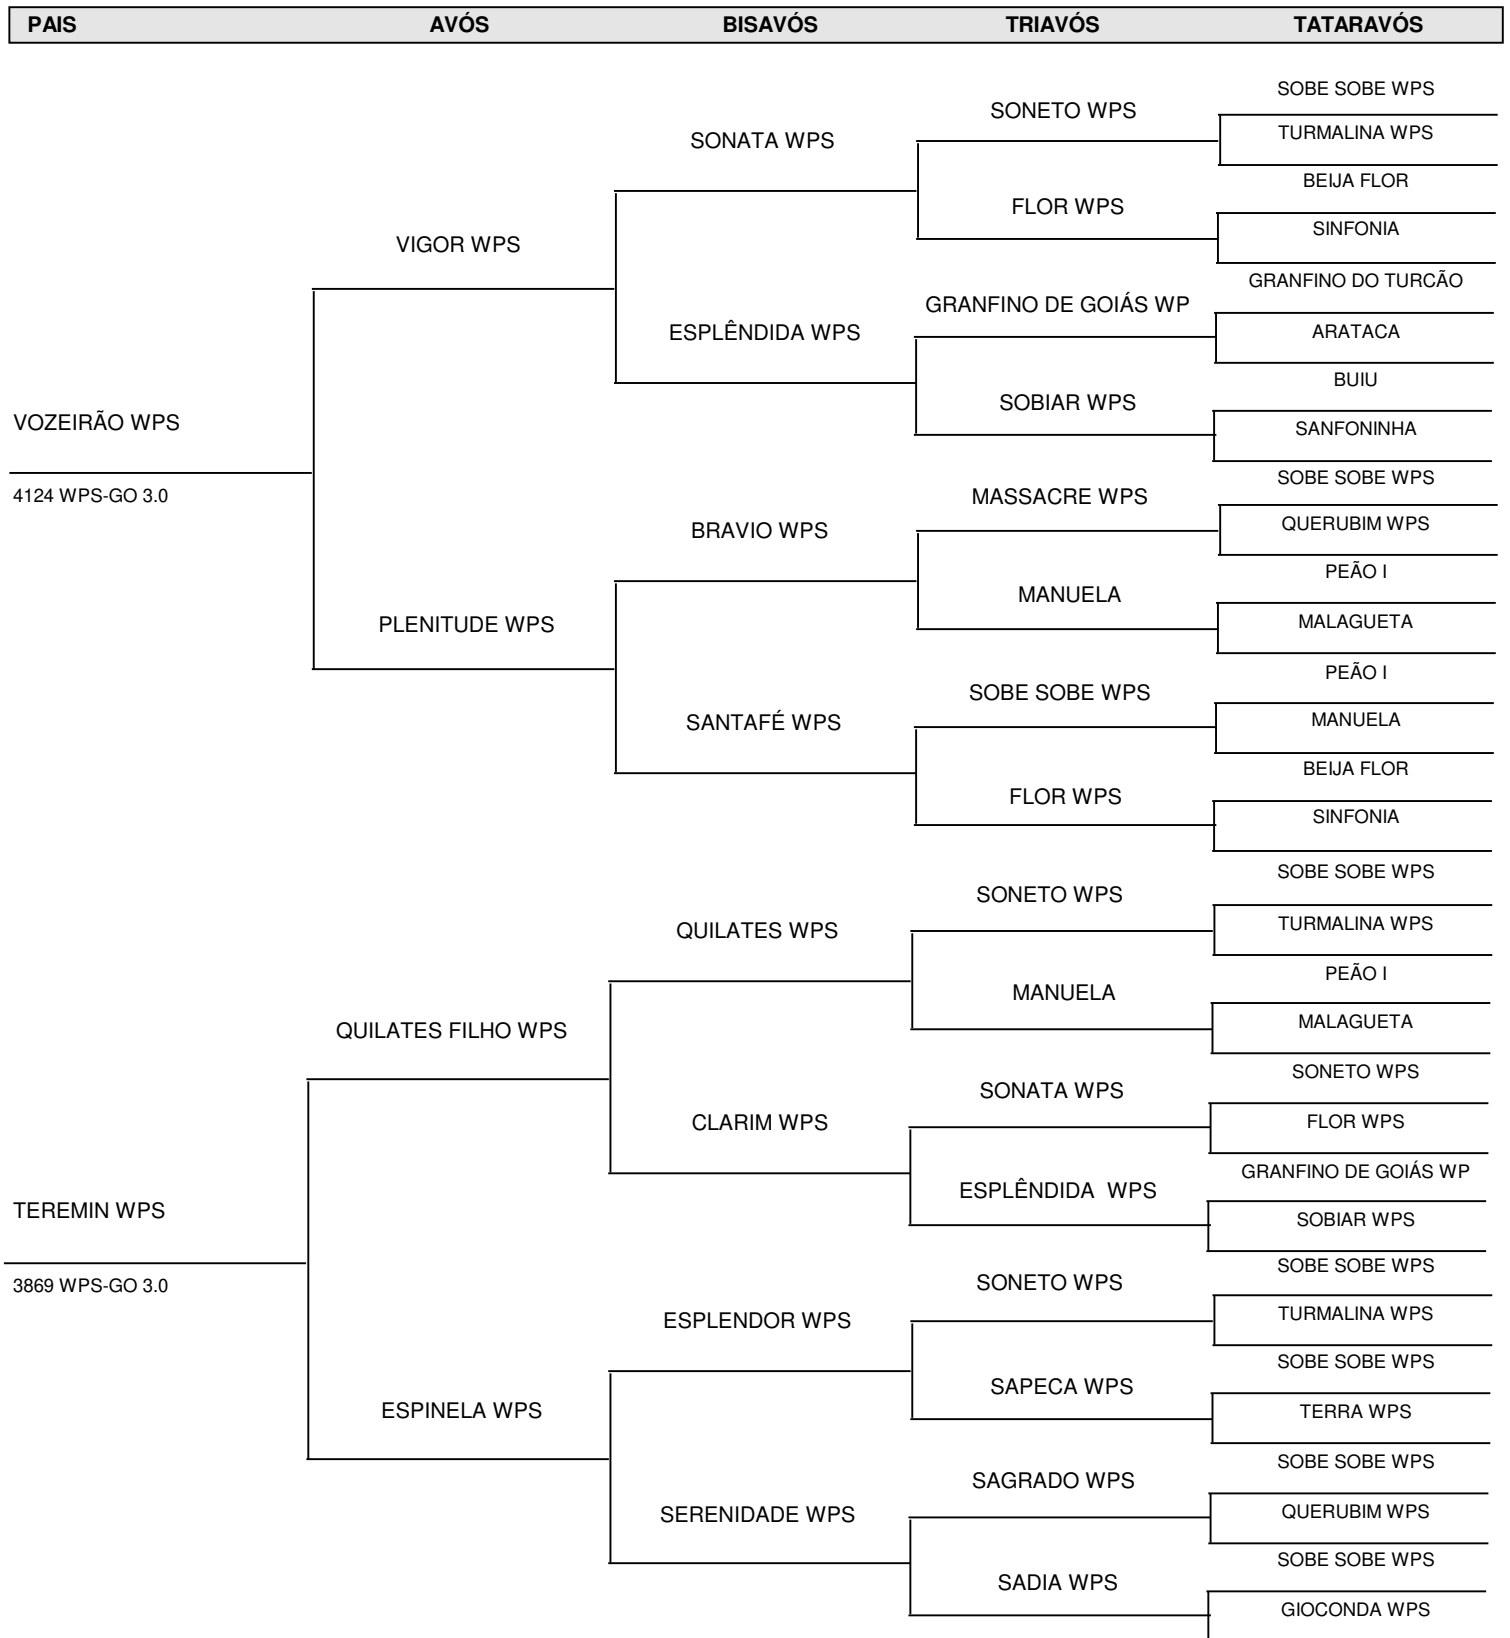 PAIS AVÓS BISAVÓS TRIAVÓS TATARAVÓS
SOBE SOBE WPS
SONETO WPS
TURMALINA WPS
SONATA WPS
BEIJA FLOR
FLOR WPS
SINFONIA
VIGOR WPS
GRANFINO DO TURCÃO
GRANFINO DE GOIÁS WP
ARATACA
ESPLÊNDIDA WPS
BUIU
SOBIAR WPS
SANFONINHA
VOZEIRÃO WPS
4124 WPS-GO 3.0
SOBE SOBE WPS
MASSACRE WPS
QUERUBIM WPS
BRAVIO WPS
PEÃO I
MANUELA
MALAGUETA
PLENITUDE WPS
PEÃO I
SOBE SOBE WPS
MANUELA
SANTAFÉ WPS
BEIJA FLOR
FLOR WPS
SINFONIA
SOBE SOBE WPS
SONETO WPS
TURMALINA WPS
QUILATES WPS
PEÃO I
MANUELA
MALAGUETA
QUILATES FILHO WPS
SONETO WPS
SONATA WPS
FLOR WPS
CLARIM WPS
GRANFINO DE GOIÁS WP
ESPLÊNDIDA WPS
SOBIAR WPS
TEREMIN WPS
3869 WPS-GO 3.0
SOBE SOBE WPS
SONETO WPS
TURMALINA WPS
ESPLENDOR WPS
SOBE SOBE WPS
SAPECA WPS
TERRA WPS
ESPINELA WPS
SOBE SOBE WPS
SAGRADO WPS
QUERUBIM WPS
SERENIDADE WPS
SOBE SOBE WPS
SADIA WPS
GIOCONDA WPS